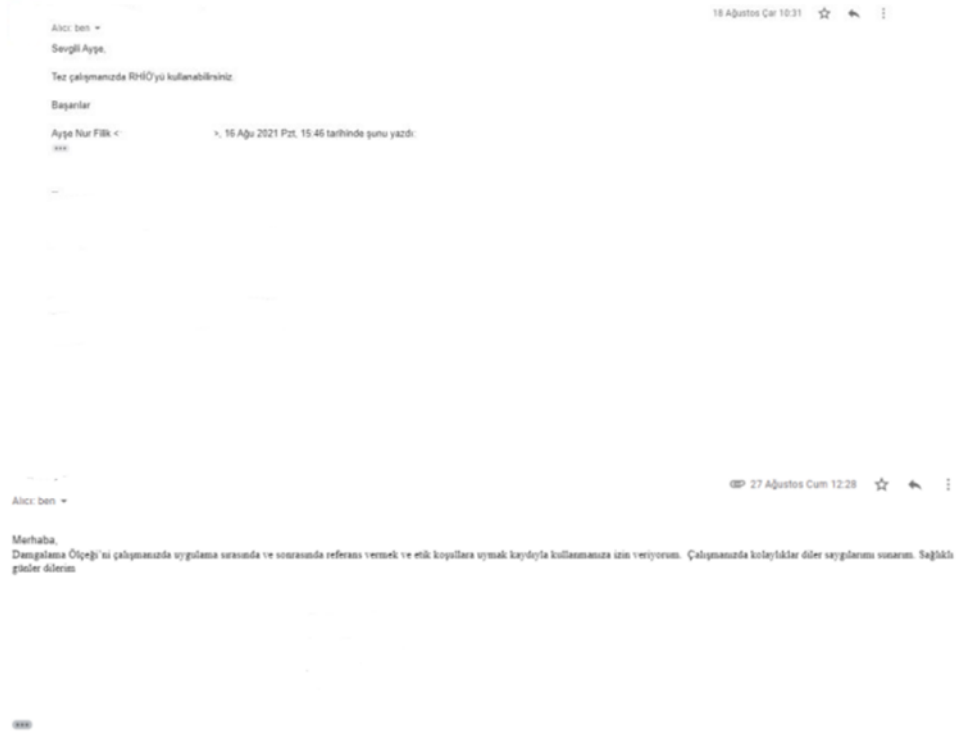 18 Ağustos Çar 10:31
Alıcı: ben
Sevgili Ayşe,
Tez çalışmanızda RHİÖ'yü kullanabilirsiniz.
Başarılar
Ayşe Nur Filik < >, 16 Ağu 2021 Pzt, 15:46 tarihinde şunu yazdı:
27 Ağustos Cum 12:28
Alıcı: ben
Merhaba,
Damgalama Ölçeği'ni çalışmanızda uygulama sırasında ve sonrasında referans vermek ve etik koşullara uymak kaydıyla kullanmanıza izin veriyorum. Çalışmanızda kolaylıklar diler saygılarımı sunarım. Sağlıklı
günler dilerim